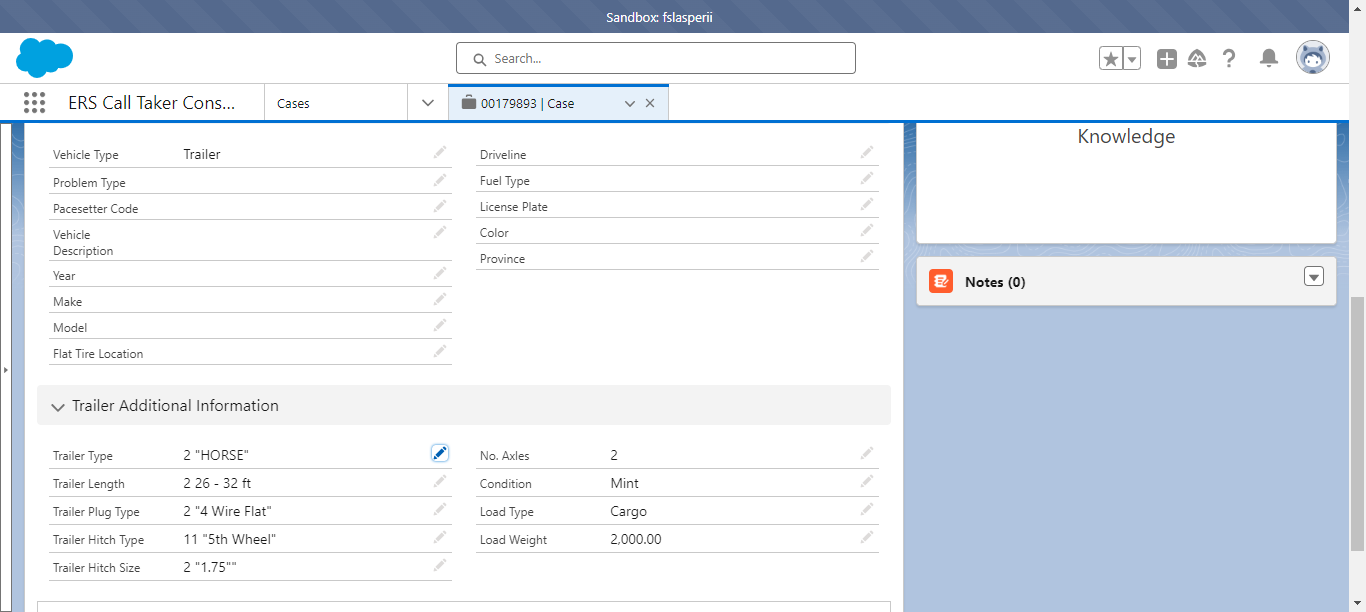 Sandbox: fslasperii
Search...
ERS Call Taker Cons...
Cases
00179893 | Case
Vehicle Type Trailer
Problem Type
Pacesetter Code
Vehicle
Description
Year
Make
Model
Flat Tire Location
Driveline
Fuel Type
License Plate
Color
Province
Knowledge
Notes (0)
Trailer Additional Information
Trailer Type 2 "HORSE"
Trailer Length 2 26 - 32 ft
Trailer Plug Type 2 "4 Wire Flat"
Trailer Hitch Type 11 "5th Wheel"
Trailer Hitch Size 2 "1.75""
No. Axles 2
Condition Mint
Load Type Cargo
Load Weight 2,000.00